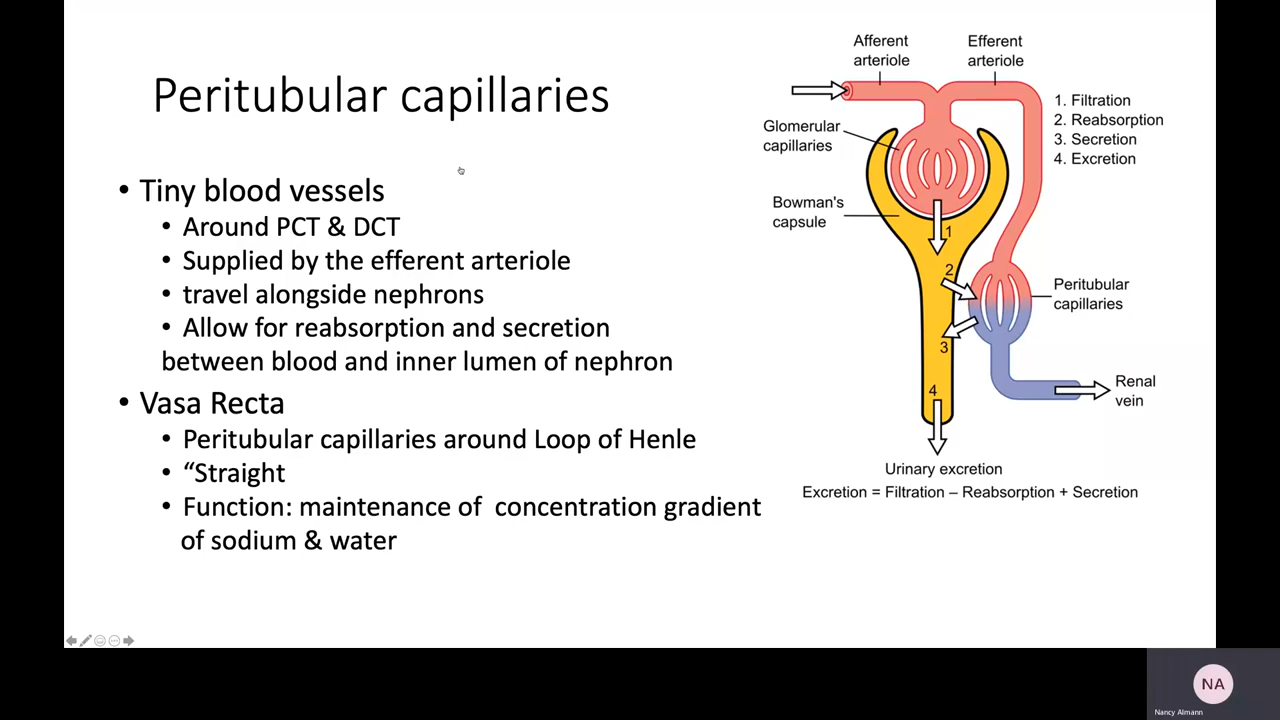 Peritubular capillaries
• Tiny blood vessels
• Around PCT & DCT
• Supplied by the efferent arteriole
• travel alongside nephrons
• Allow for reabsorption and secretion
between blood and inner lumen of nephron
• Vasa Recta
• Peritubular capillaries around Loop of Henle
• “Straight
• Function: maintenance of  concentration gradient
of sodium & water
Afferent
arteriole
Efferent
arteriole
1. Filtration
2. Reabsorption
3. Secretion
4. Excretion
Glomerular
capillaries
Bowman's
capsule
1
2
Peritubular
capillaries
3
4
Renal
vein
Urinary excretion
Excretion = Filtration – Reabsorption + Secretion
NA
Nancy Almann